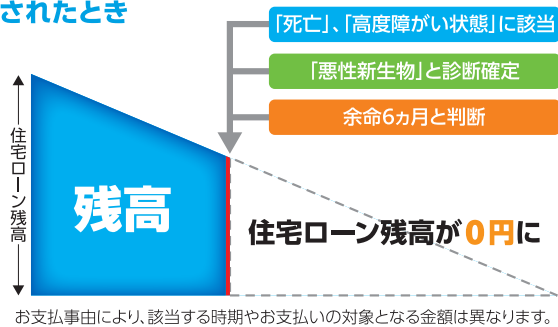 されたとき
「死亡」、「高度障がい状態」に該当
「悪性新生物」と診断確定
余命6ヵ月と判断
住宅ローン残高
残高
住宅ローン残高が0円に
お支払事由により、該当する時期やお支払いの対象となる金額は異なります。